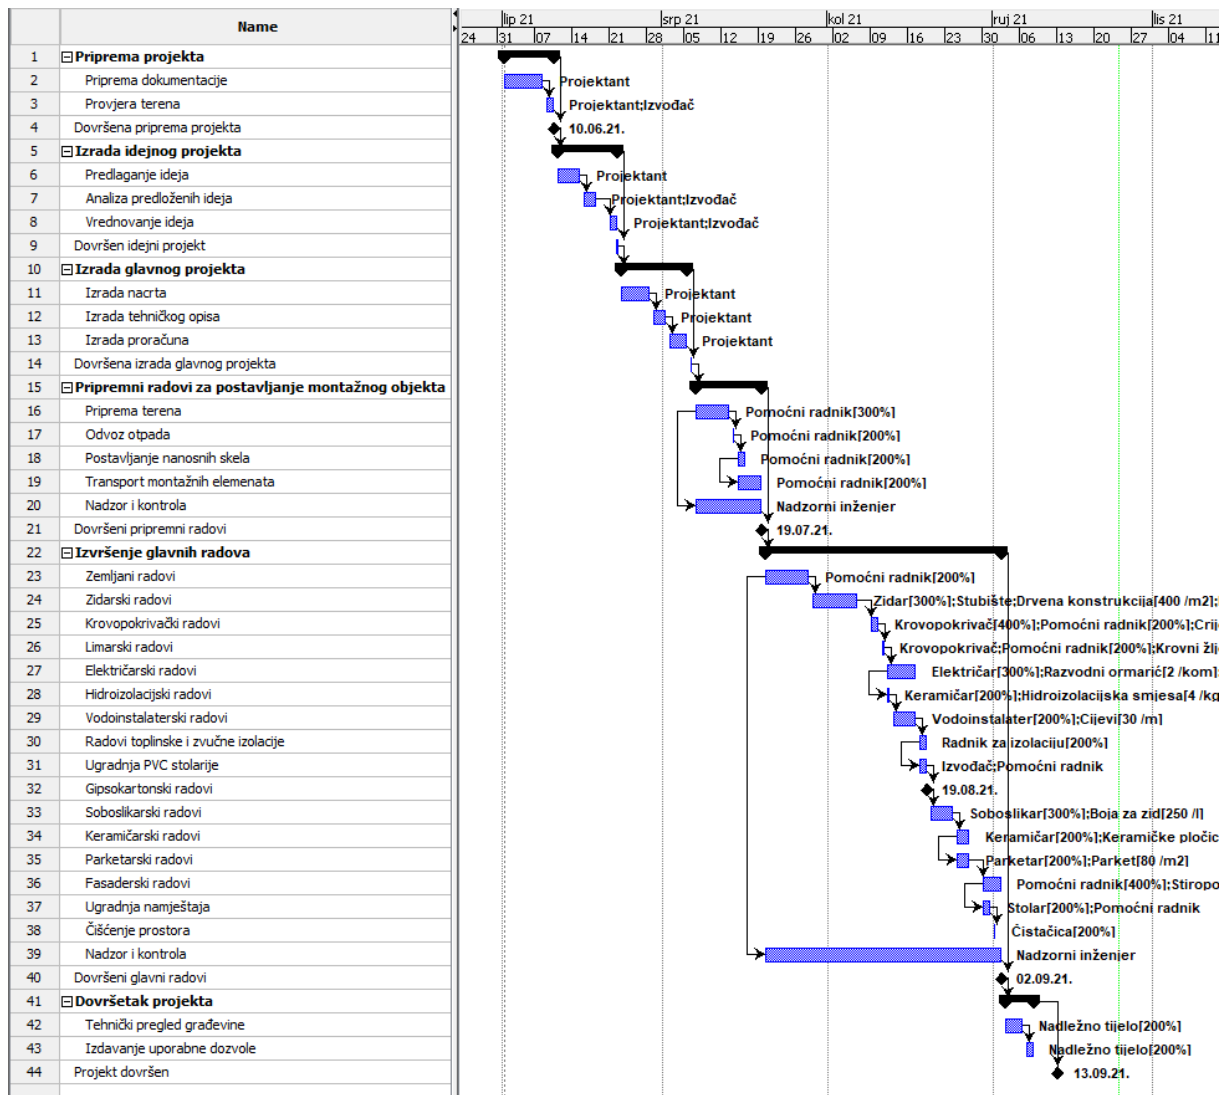 Name
lip 21 srp 21 kol 21 ruj 21 lis 21
24 31 07 14 21 28 05 12 19 26 02 09 16 23 30 06 13 20 27 04 11
1 Priprema projekta
2 Priprema dokumentacije Projektant
3 Provjera terena Projektant;Izvođač
4 Dovršena priprema projekta 10.06.21.
5 Izrada idejnog projekta
6 Predlaganje ideja Projektant
7 Analiza predloženih ideja Projektant;Izvođač
8 Vrednovanje ideja Projektant;Izvođač
9 Dovršen idejni projekt
10 Izrada glavnog projekta
11 Izrada nacrta Projektant
12 Izrada tehničkog opisa Projektant
13 Izrada proračuna Projektant
14 Dovršena izrada glavnog projekta
15 Pripremni radovi za postavljanje montažnog objekta
16 Priprema terena Pomoćni radnik[300%]
17 Odvoz otpada Pomoćni radnik[200%]
18 Postavljanje nanosnih skela Pomoćni radnik[200%]
19 Transport montažnih elemenata Pomoćni radnik[200%]
20 Nadzor i kontrola Nadzorni inženjer
21 Dovršeni pripremni radovi 19.07.21.
22 Izvršenje glavnih radova
23 Zemljani radovi Pomoćni radnik[200%]
24 Zidarski radovi Zidar[300%];Stubište;Drvena konstrukcija[400 /m2];
25 Krovopokrivački radovi Krovopokrivač[400%];Pomoćni radnik[200%];Crij
26 Limarski radovi Krovopokrivač;Pomoćni radnik[200%];Krovni žlj
27 Električarski radovi Električar[300%];Razvodni ormarić[2 /kom]
28 Hidroizolacijski radovi Keramičar[200%];Hidroizolacijska smjesa[4 /kg
29 Vodoinstalaterski radovi Vodoinstalater[200%];Cijevi[30 /m]
30 Radovi toplinske i zvučne izolacije Radnik za izolaciju[200%]
31 Ugradnja PVC stolarije Izvođač;Pomoćni radnik
32 Gipsokartonski radovi 19.08.21.
33 Soboslikarski radovi Soboslikar[300%];Boja za zid[250 /l]
34 Keramičarski radovi Keramičar[200%];Keramičke pločic
35 Parketarski radovi Parketar[200%];Parket[80 /m2]
36 Fasaderski radovi Pomoćni radnik[400%];Stiropo
37 Ugradnja namještaja Stolar[200%];Pomoćni radnik
38 Čišćenje prostora Čistačica[200%]
39 Nadzor i kontrola Nadzorni inženjer
40 Dovršeni glavni radovi 02.09.21.
41 Dovršetak projekta
42 Tehnički pregled građevine Nadležno tijelo[200%]
43 Izdavanje uporabne dozvole Nadležno tijelo[200%]
44 Projekt dovršen 13.09.21.